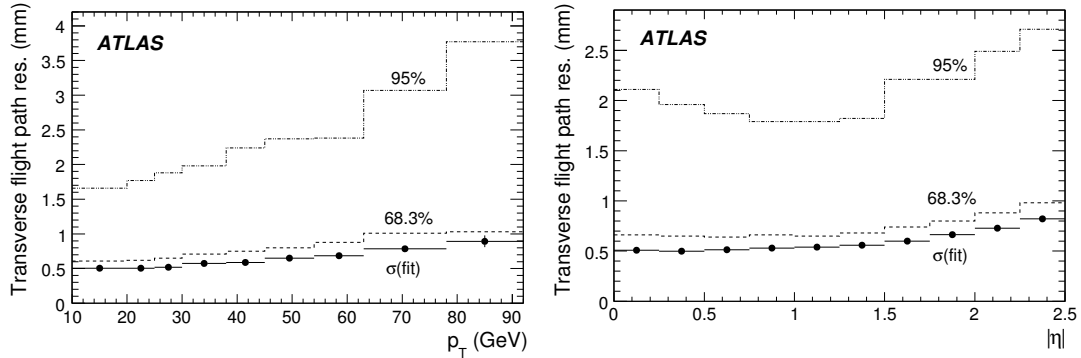 Transverse flight path res. (mm)
4
3.5
3
2.5
2
1.5
1
0.5
0
ATLAS
95%
68.3%
σ(fit)
10 20 30 40 50 60 70 80 90
p_T (GeV)
Transverse flight path res. (mm)
2.5
2
1.5
1
0.5
0
ATLAS
95%
68.3%
σ(fit)
0 0.5 1 1.5 2 2.5
|η|